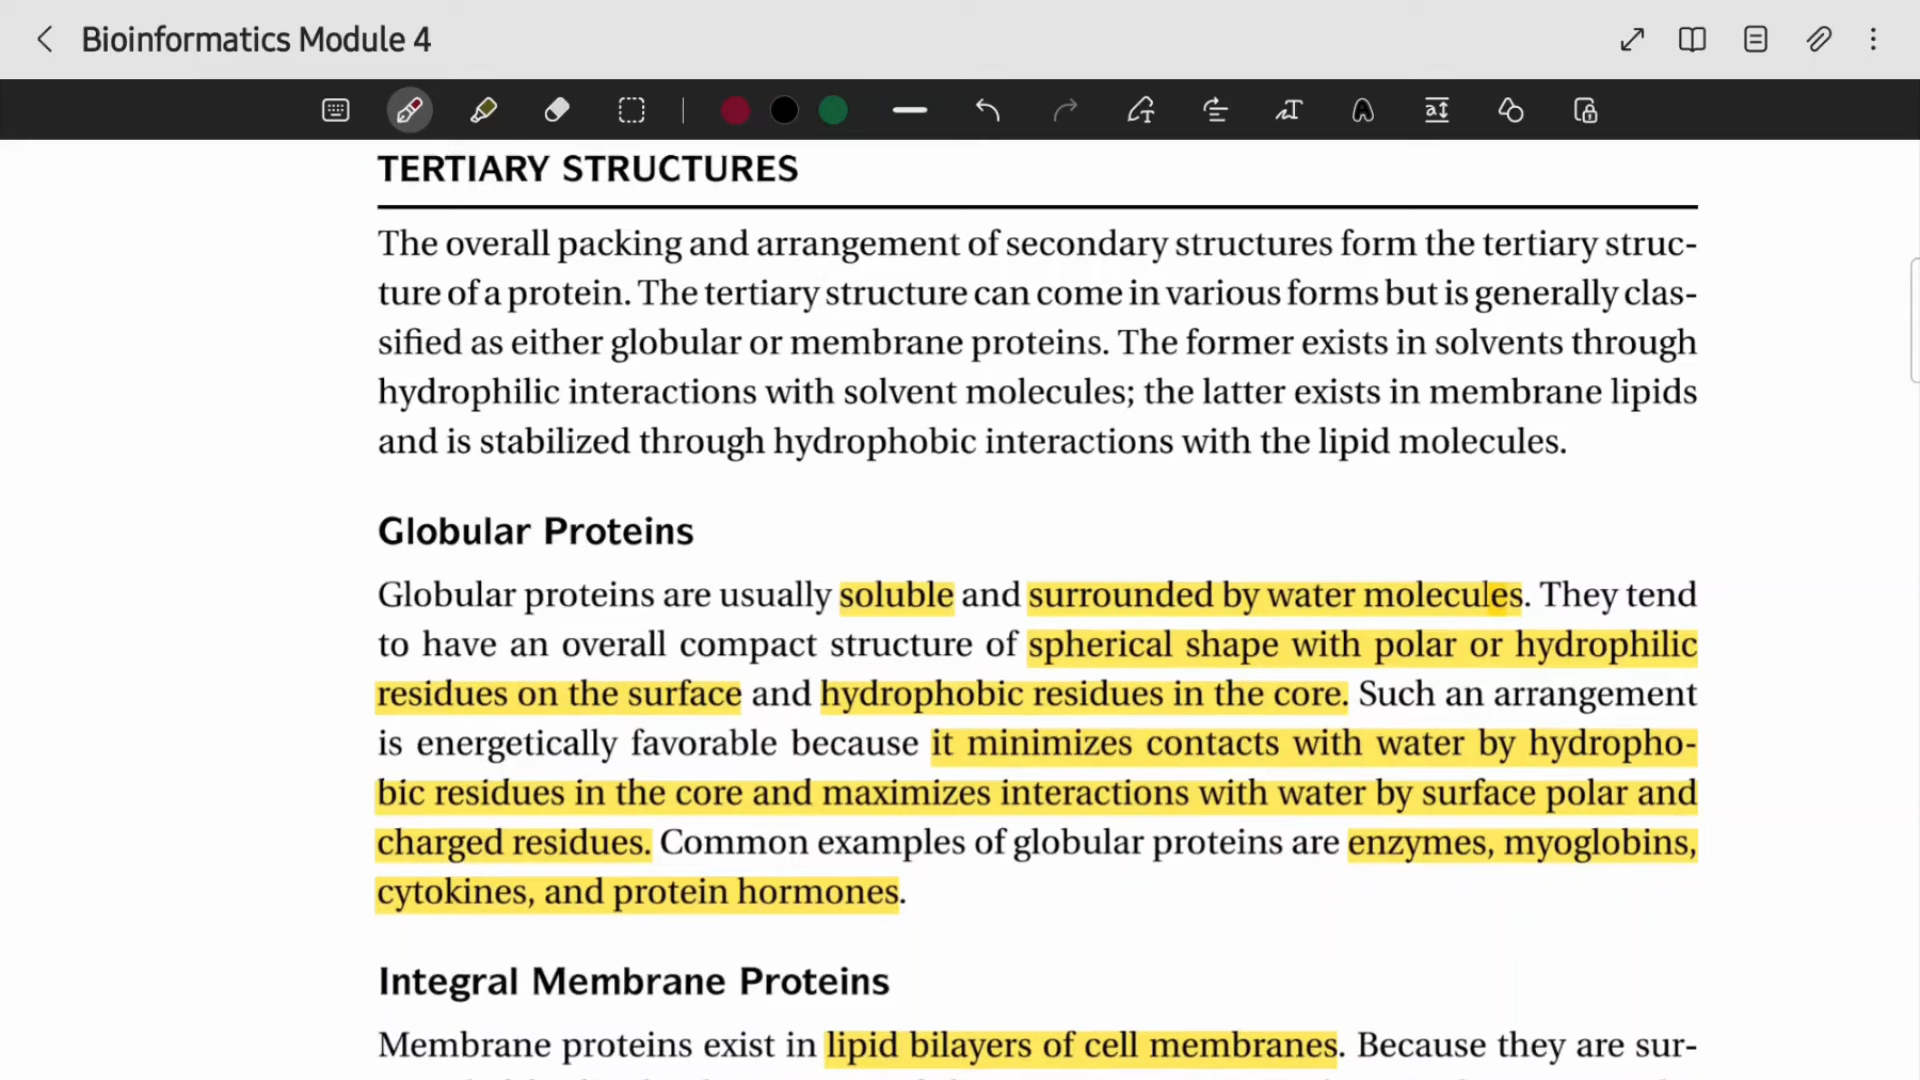 Bioinformatics Module 4
TERTIARY STRUCTURES
The overall packing and arrangement of secondary structures form the tertiary struc-
ture of a protein. The tertiary structure can come in various forms but is generally clas-
sified as either globular or membrane proteins. The former exists in solvents through
hydrophilic interactions with solvent molecules; the latter exists in membrane lipids
and is stabilized through hydrophobic interactions with the lipid molecules.
Globular Proteins
Globular proteins are usually soluble and surrounded by water molecules. They tend
to have an overall compact structure of spherical shape with polar or hydrophilic
residues on the surface and hydrophobic residues in the core. Such an arrangement
is energetically favorable because it minimizes contacts with water by hydropho-
bic residues in the core and maximizes interactions with water by surface polar and
charged residues. Common examples of globular proteins are enzymes, myoglobins,
cytokines, and protein hormones.
Integral Membrane Proteins
Membrane proteins exist in lipid bilayers of cell membranes. Because they are sur-